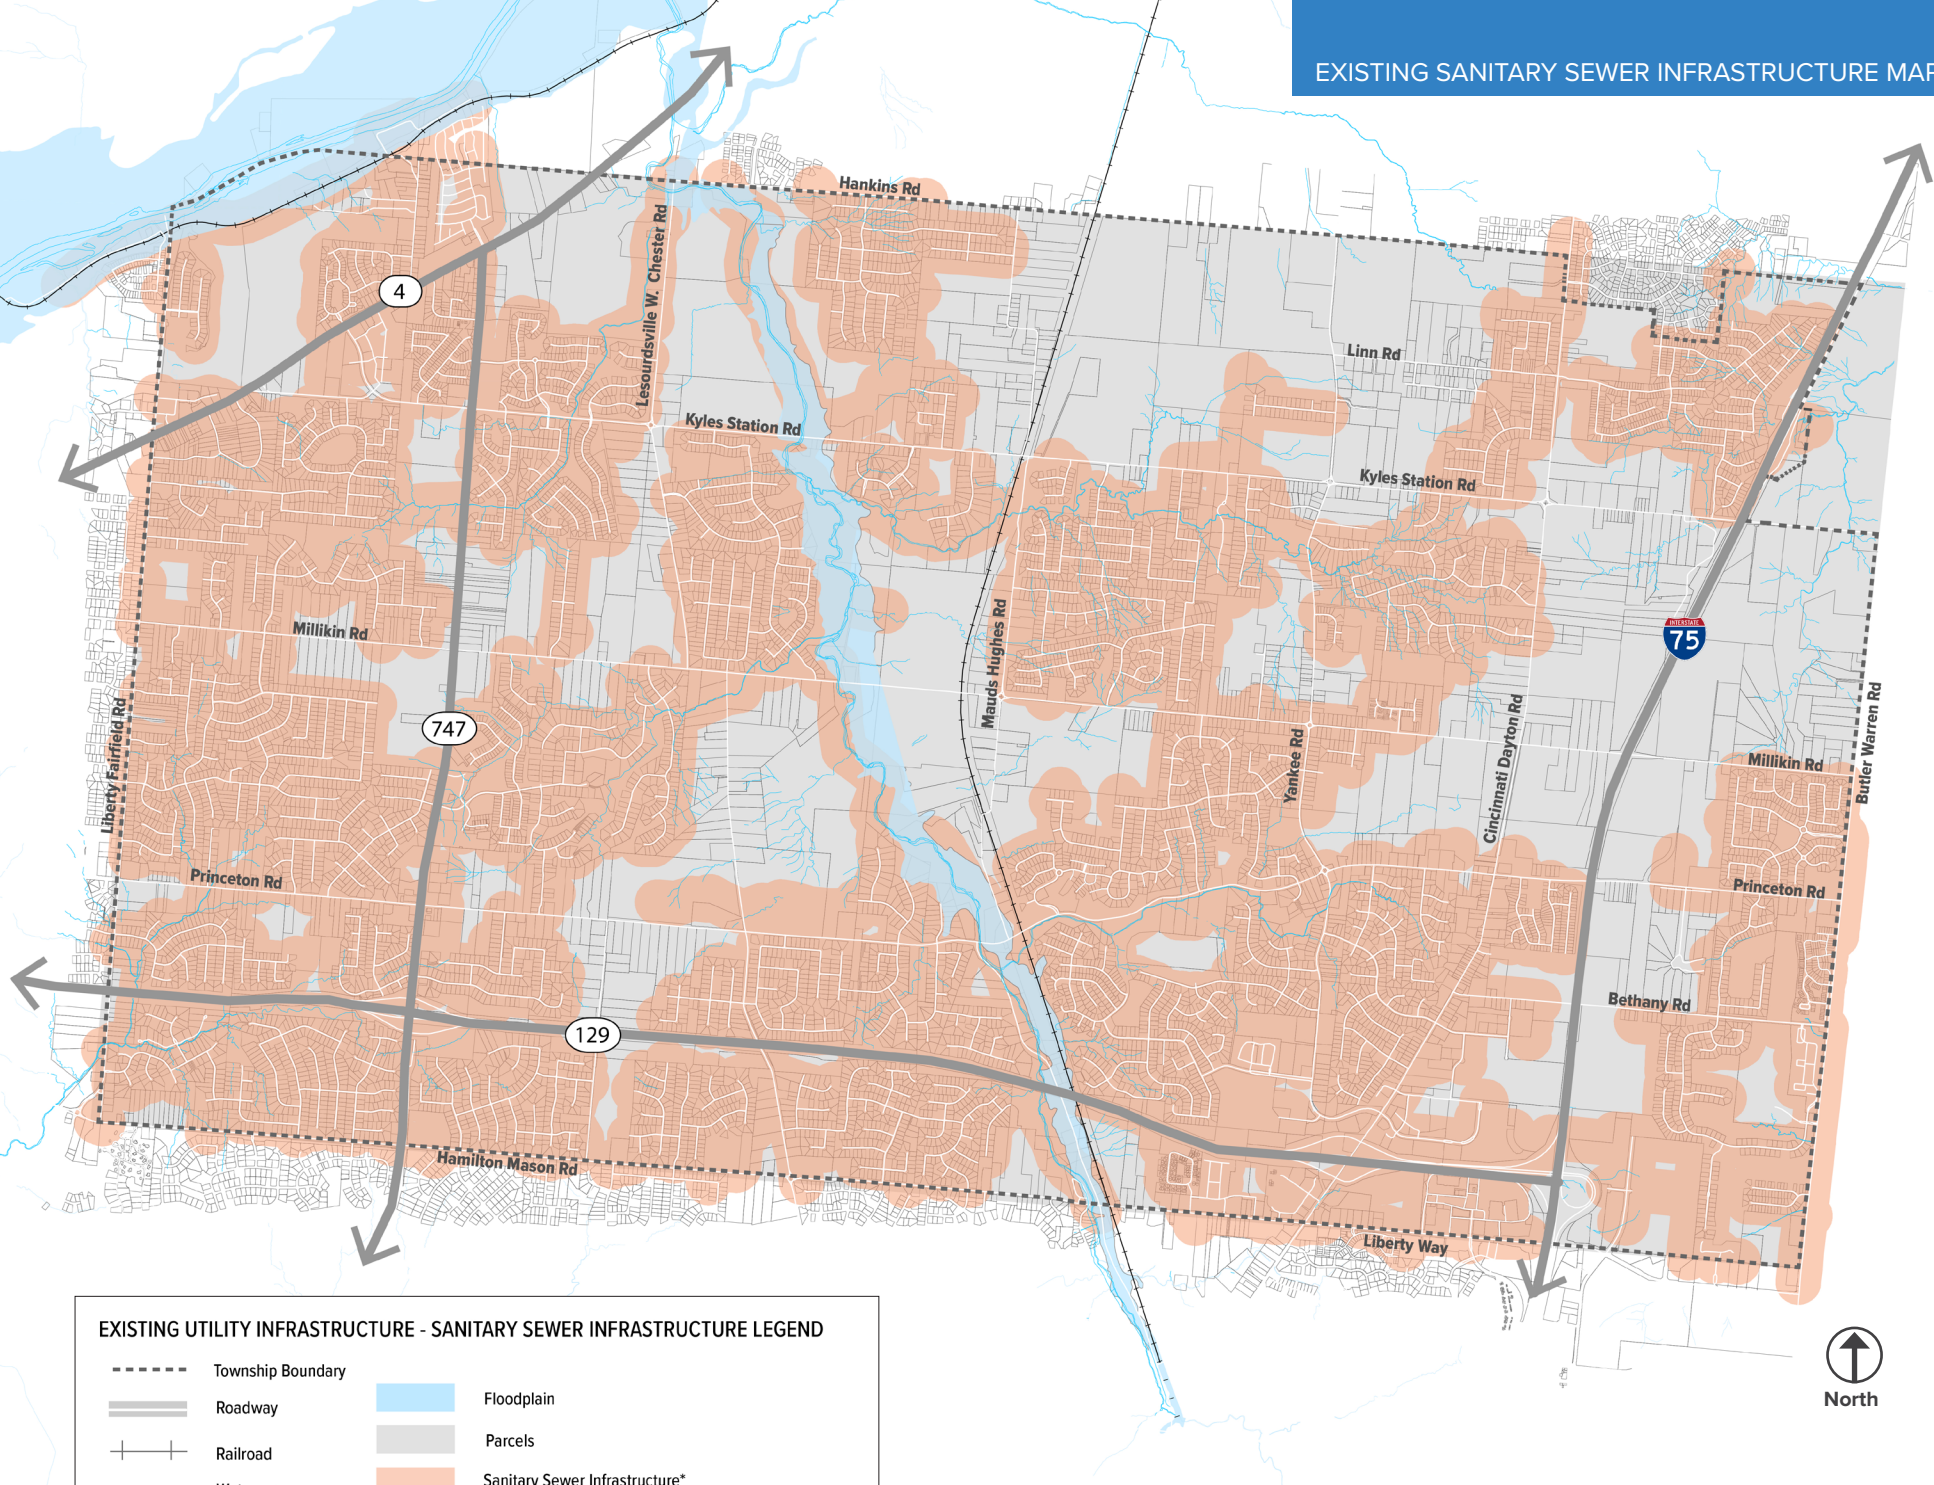 EXISTING SANITARY SEWER INFRASTRUCTURE MAP
Hankins Rd
Lesourdsville W. Chester Rd
4
Linn Rd
Kyles Station Rd
Kyles Station Rd
Millikin Rd
INTERSTATE
75
Mauds Hughes Rd
Liberty Fairfield Rd
747
Yankee Rd
Cincinnati Dayton Rd
Butler Warren Rd
Millikin Rd
Princeton Rd
Princeton Rd
Bethany Rd
129
Hamilton Mason Rd
Liberty Way
EXISTING UTILITY INFRASTRUCTURE - SANITARY SEWER INFRASTRUCTURE LEGEND
Township Boundary
Roadway
Railroad
Floodplain
Parcels
Sanitary Sewer Infrastructure*
North